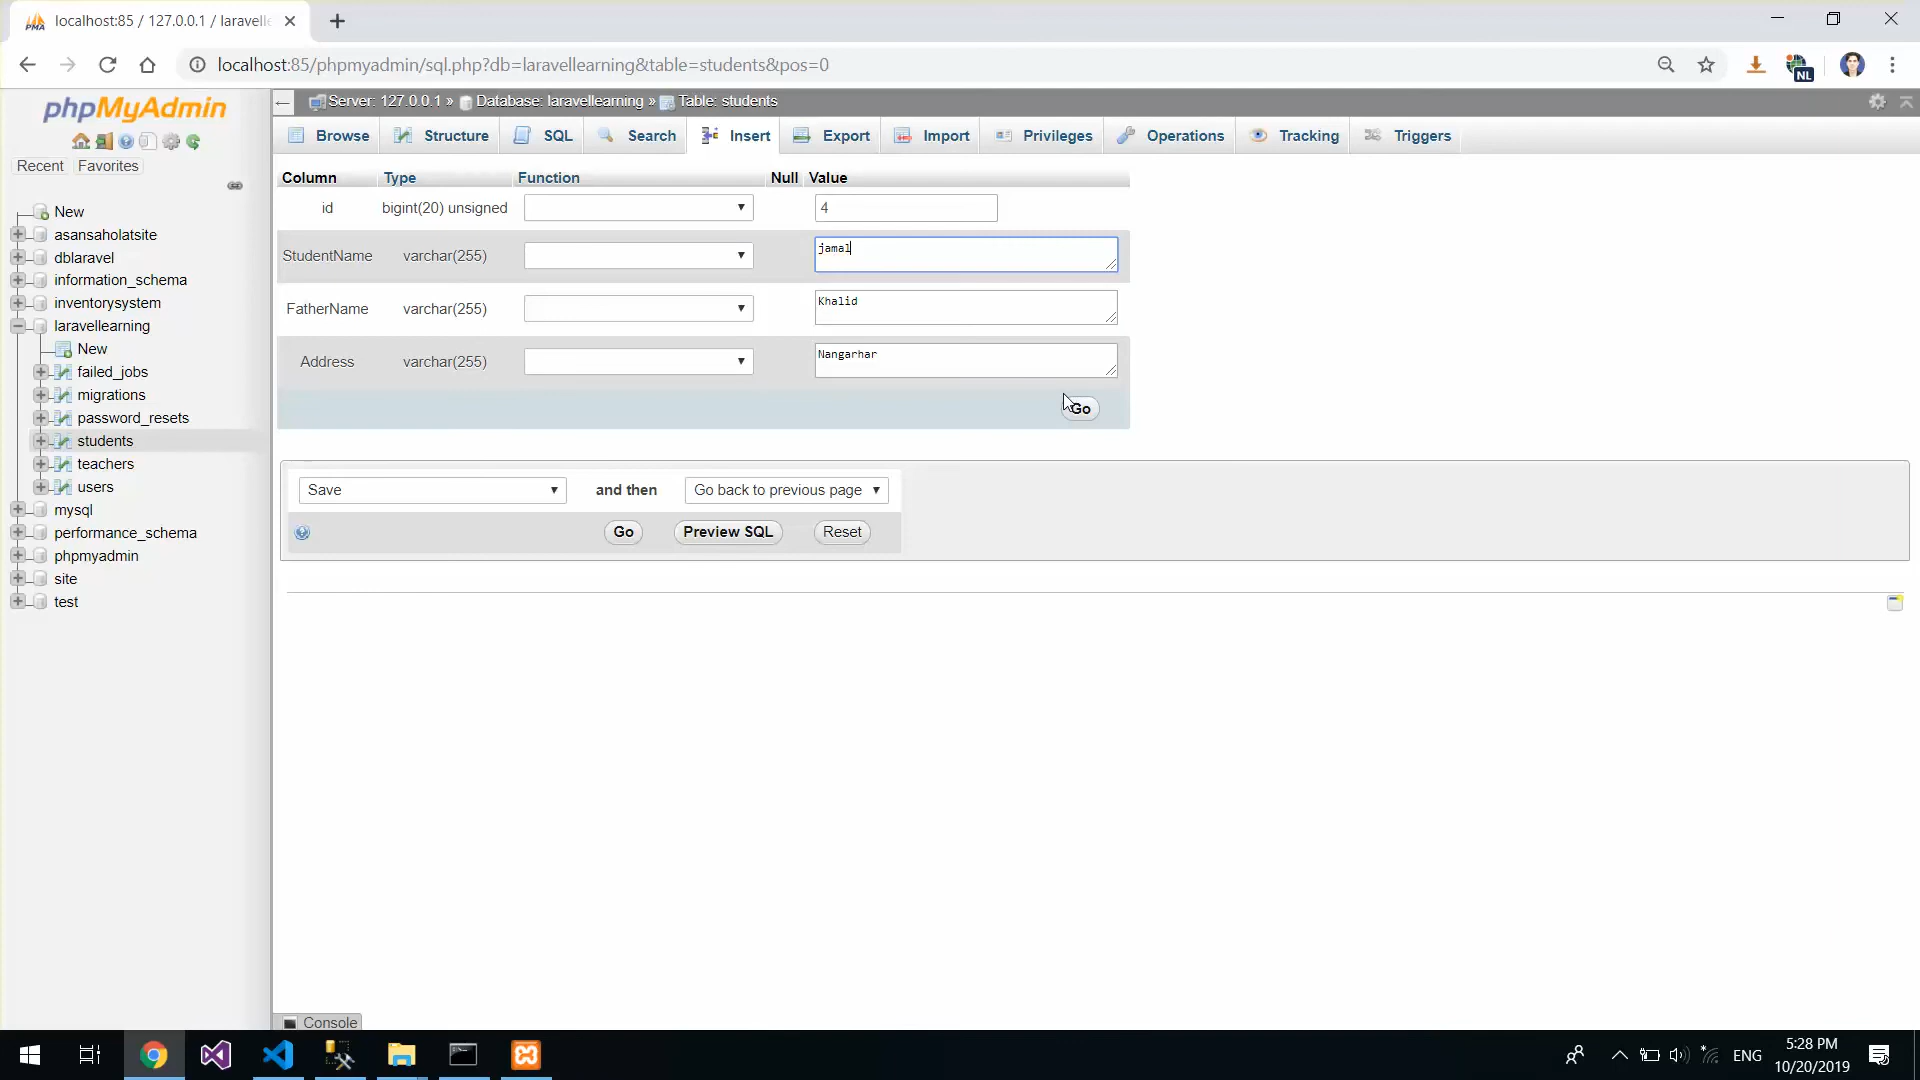 localhost:85 / 127.0.0.1 / laravelle
localhost:85/phpmyadmin/sql.php?db=laravellearning&table=students&pos=0
NL
phpMyAdmin
Recent Favorites
New
asansaholatsite
dblaravel
information_schema
inventorysystem
laravellearning
New
failed_jobs
migrations
password_resets
students
teachers
users
mysql
performance_schema
phpmyadmin
site
test
Server: 127.0.0.1 » Database: laravellearning » Table: students
Browse Structure SQL Search Insert Export Import Privileges Operations Tracking Triggers
Column Type Function Null Value
id bigint(20) unsigned 4
StudentName varchar(255) jamal
FatherName varchar(255) Khalid
Address varchar(255) Nangarhar
Go
Save and then Go back to previous page
Go Preview SQL Reset
Console
ENG
5:28 PM
10/20/2019